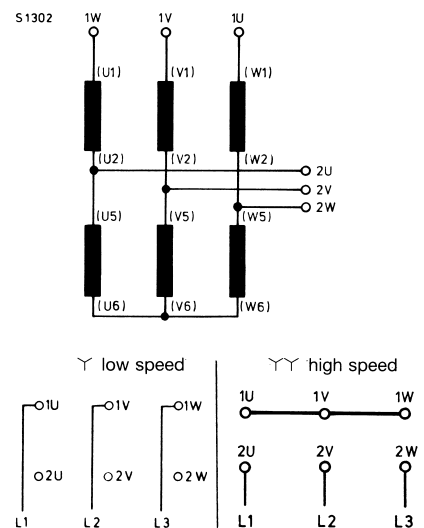 S1302 1W 1V 1U
(U1) (V1) (W1)
(U2) (V2) (W2)
2U
2V
2W
(U5) (V5) (W5)
(U6) (V6) (W6)
Y low speed
YY high speed
1U 1V 1W
2U 2V 2W
L1 L2 L3
1U 1V 1W
2U 2V 2W
L1 L2 L3